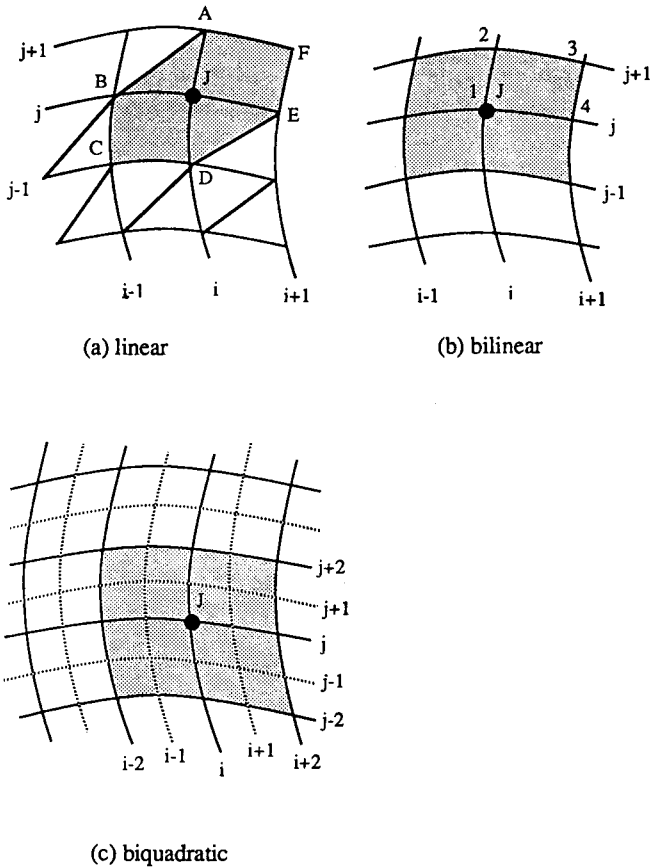 A
F
j+1
J
B
j
E
C
j-1
D
i-1
i
i+1
(a) linear
2
3
j+1
1
J
4
j
j-1
i-1
i
i+1
(b) bilinear
j+2
J
j+1
j
j-1
j-2
i-2
i-1
i
i+1
i+2
(c) biquadratic